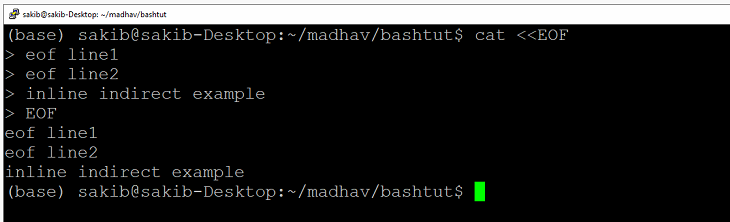 sakib@sakib-Desktop: ~/madhav/bashtut
(base) sakib@sakib-Desktop:~/madhav/bashtut$ cat <<EOF
> eof line1
> eof line2
> inline indirect example
> EOF
eof line1
eof line2
inline indirect example
(base) sakib@sakib-Desktop:~/madhav/bashtut$